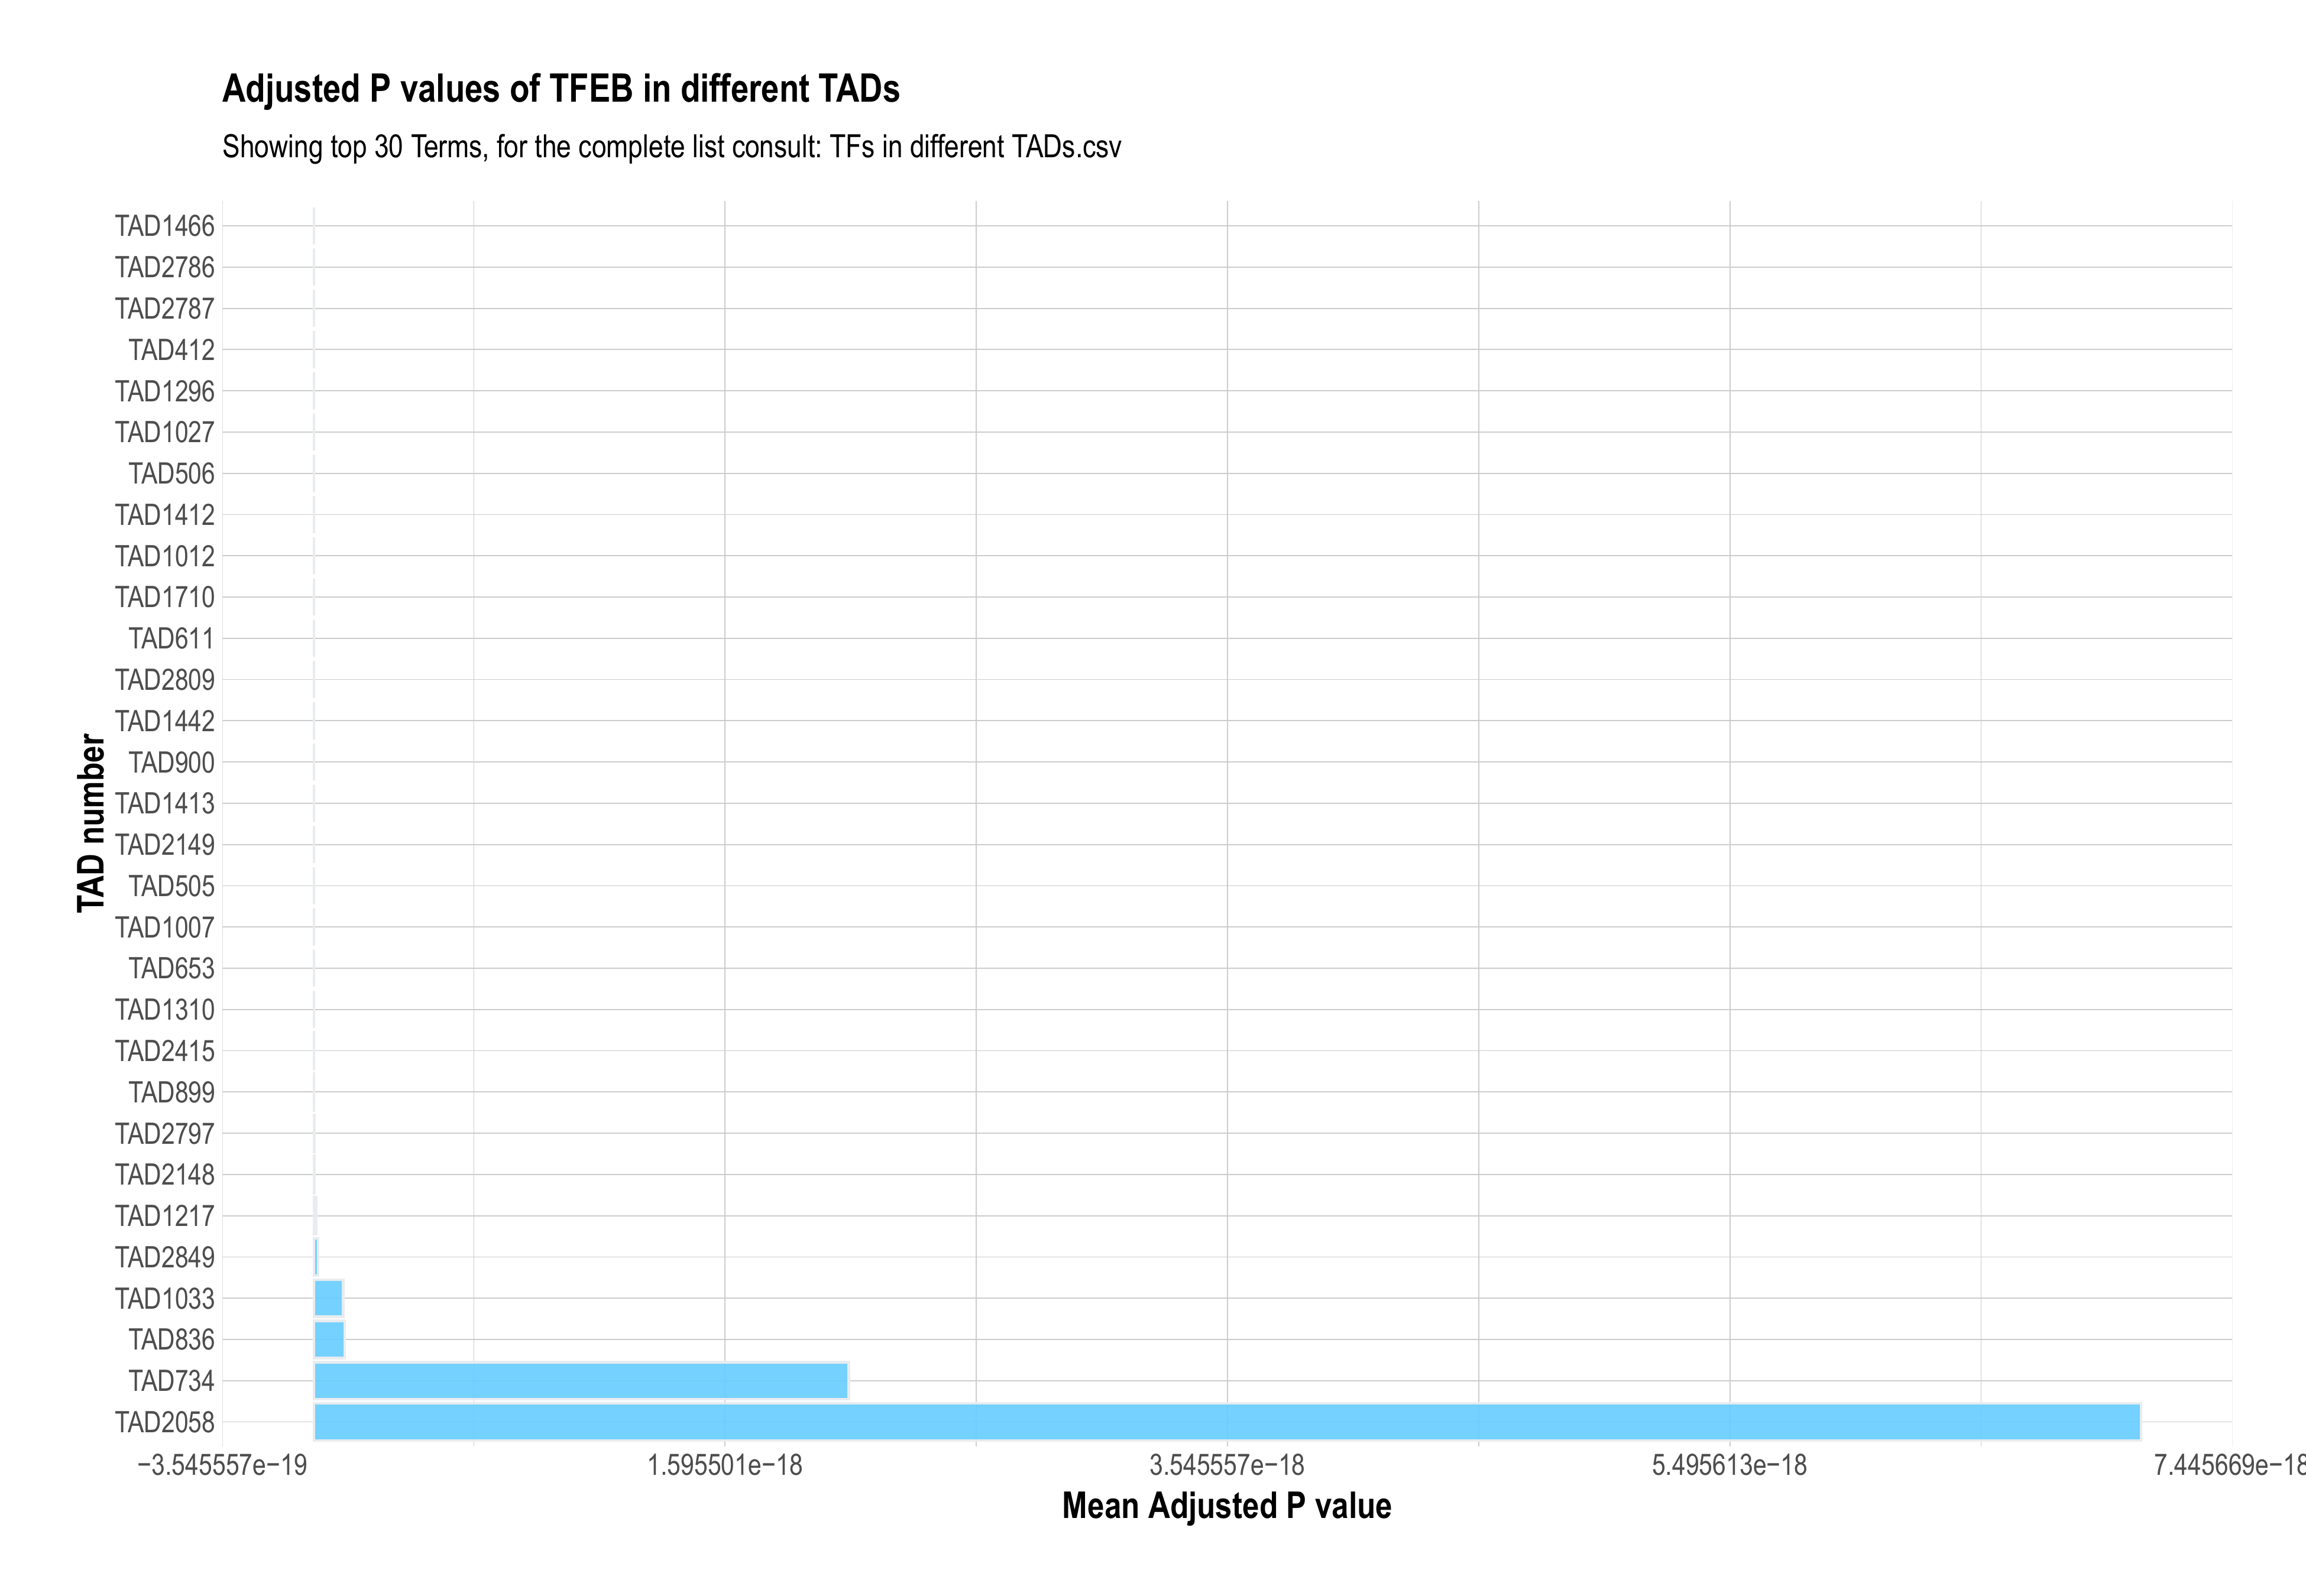 Adjusted P values of TFEB in different TADs
Showing top 30 Terms, for the complete list consult: TFs in different TADs.csv
TAD number
TAD1466
TAD2786
TAD2787
TAD412
TAD1296
TAD1027
TAD506
TAD1412
TAD1012
TAD1710
TAD611
TAD2809
TAD1442
TAD900
TAD1413
TAD2149
TAD505
TAD1007
TAD653
TAD1310
TAD2415
TAD899
TAD2797
TAD2148
TAD1217
TAD2849
TAD1033
TAD836
TAD734
TAD2058
−3.545557e−19 1.595501e−18 3.545557e−18 5.495613e−18 7.445669e−18
Mean Adjusted P value